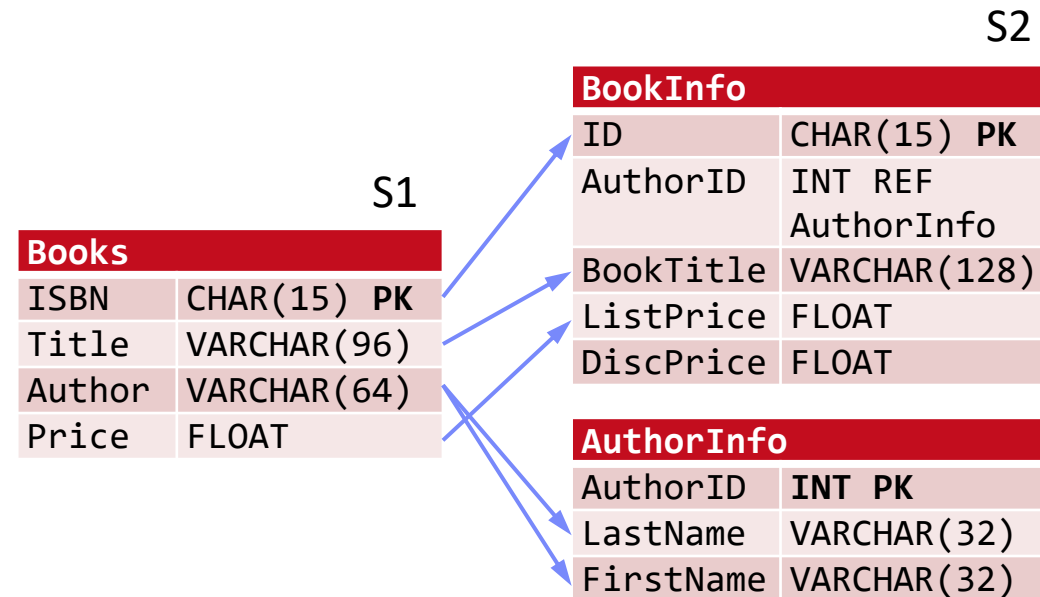 S1
Books
ISBN CHAR(15) PK
Title VARCHAR(96)
Author VARCHAR(64)
Price FLOAT
S2
BookInfo
ID CHAR(15) PK
AuthorID INT REF
AuthorInfo
BookTitle VARCHAR(128)
ListPrice FLOAT
DiscPrice FLOAT
AuthorInfo
AuthorID INT PK
LastName VARCHAR(32)
FirstName VARCHAR(32)